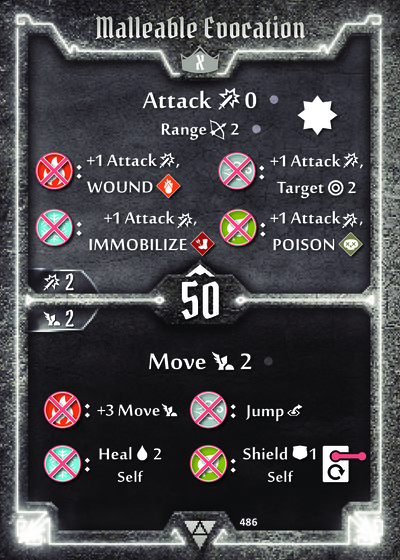 Malleable Evocation
X
Attack 0
Range 2
: +1 Attack,
WOUND
: +1 Attack,
Target 2
: +1 Attack,
IMMOBILIZE
: +1 Attack,
POISON
2
50
2
Move 2
: +3 Move
: Jump
: Heal 2
Self
: Shield 1
Self
486